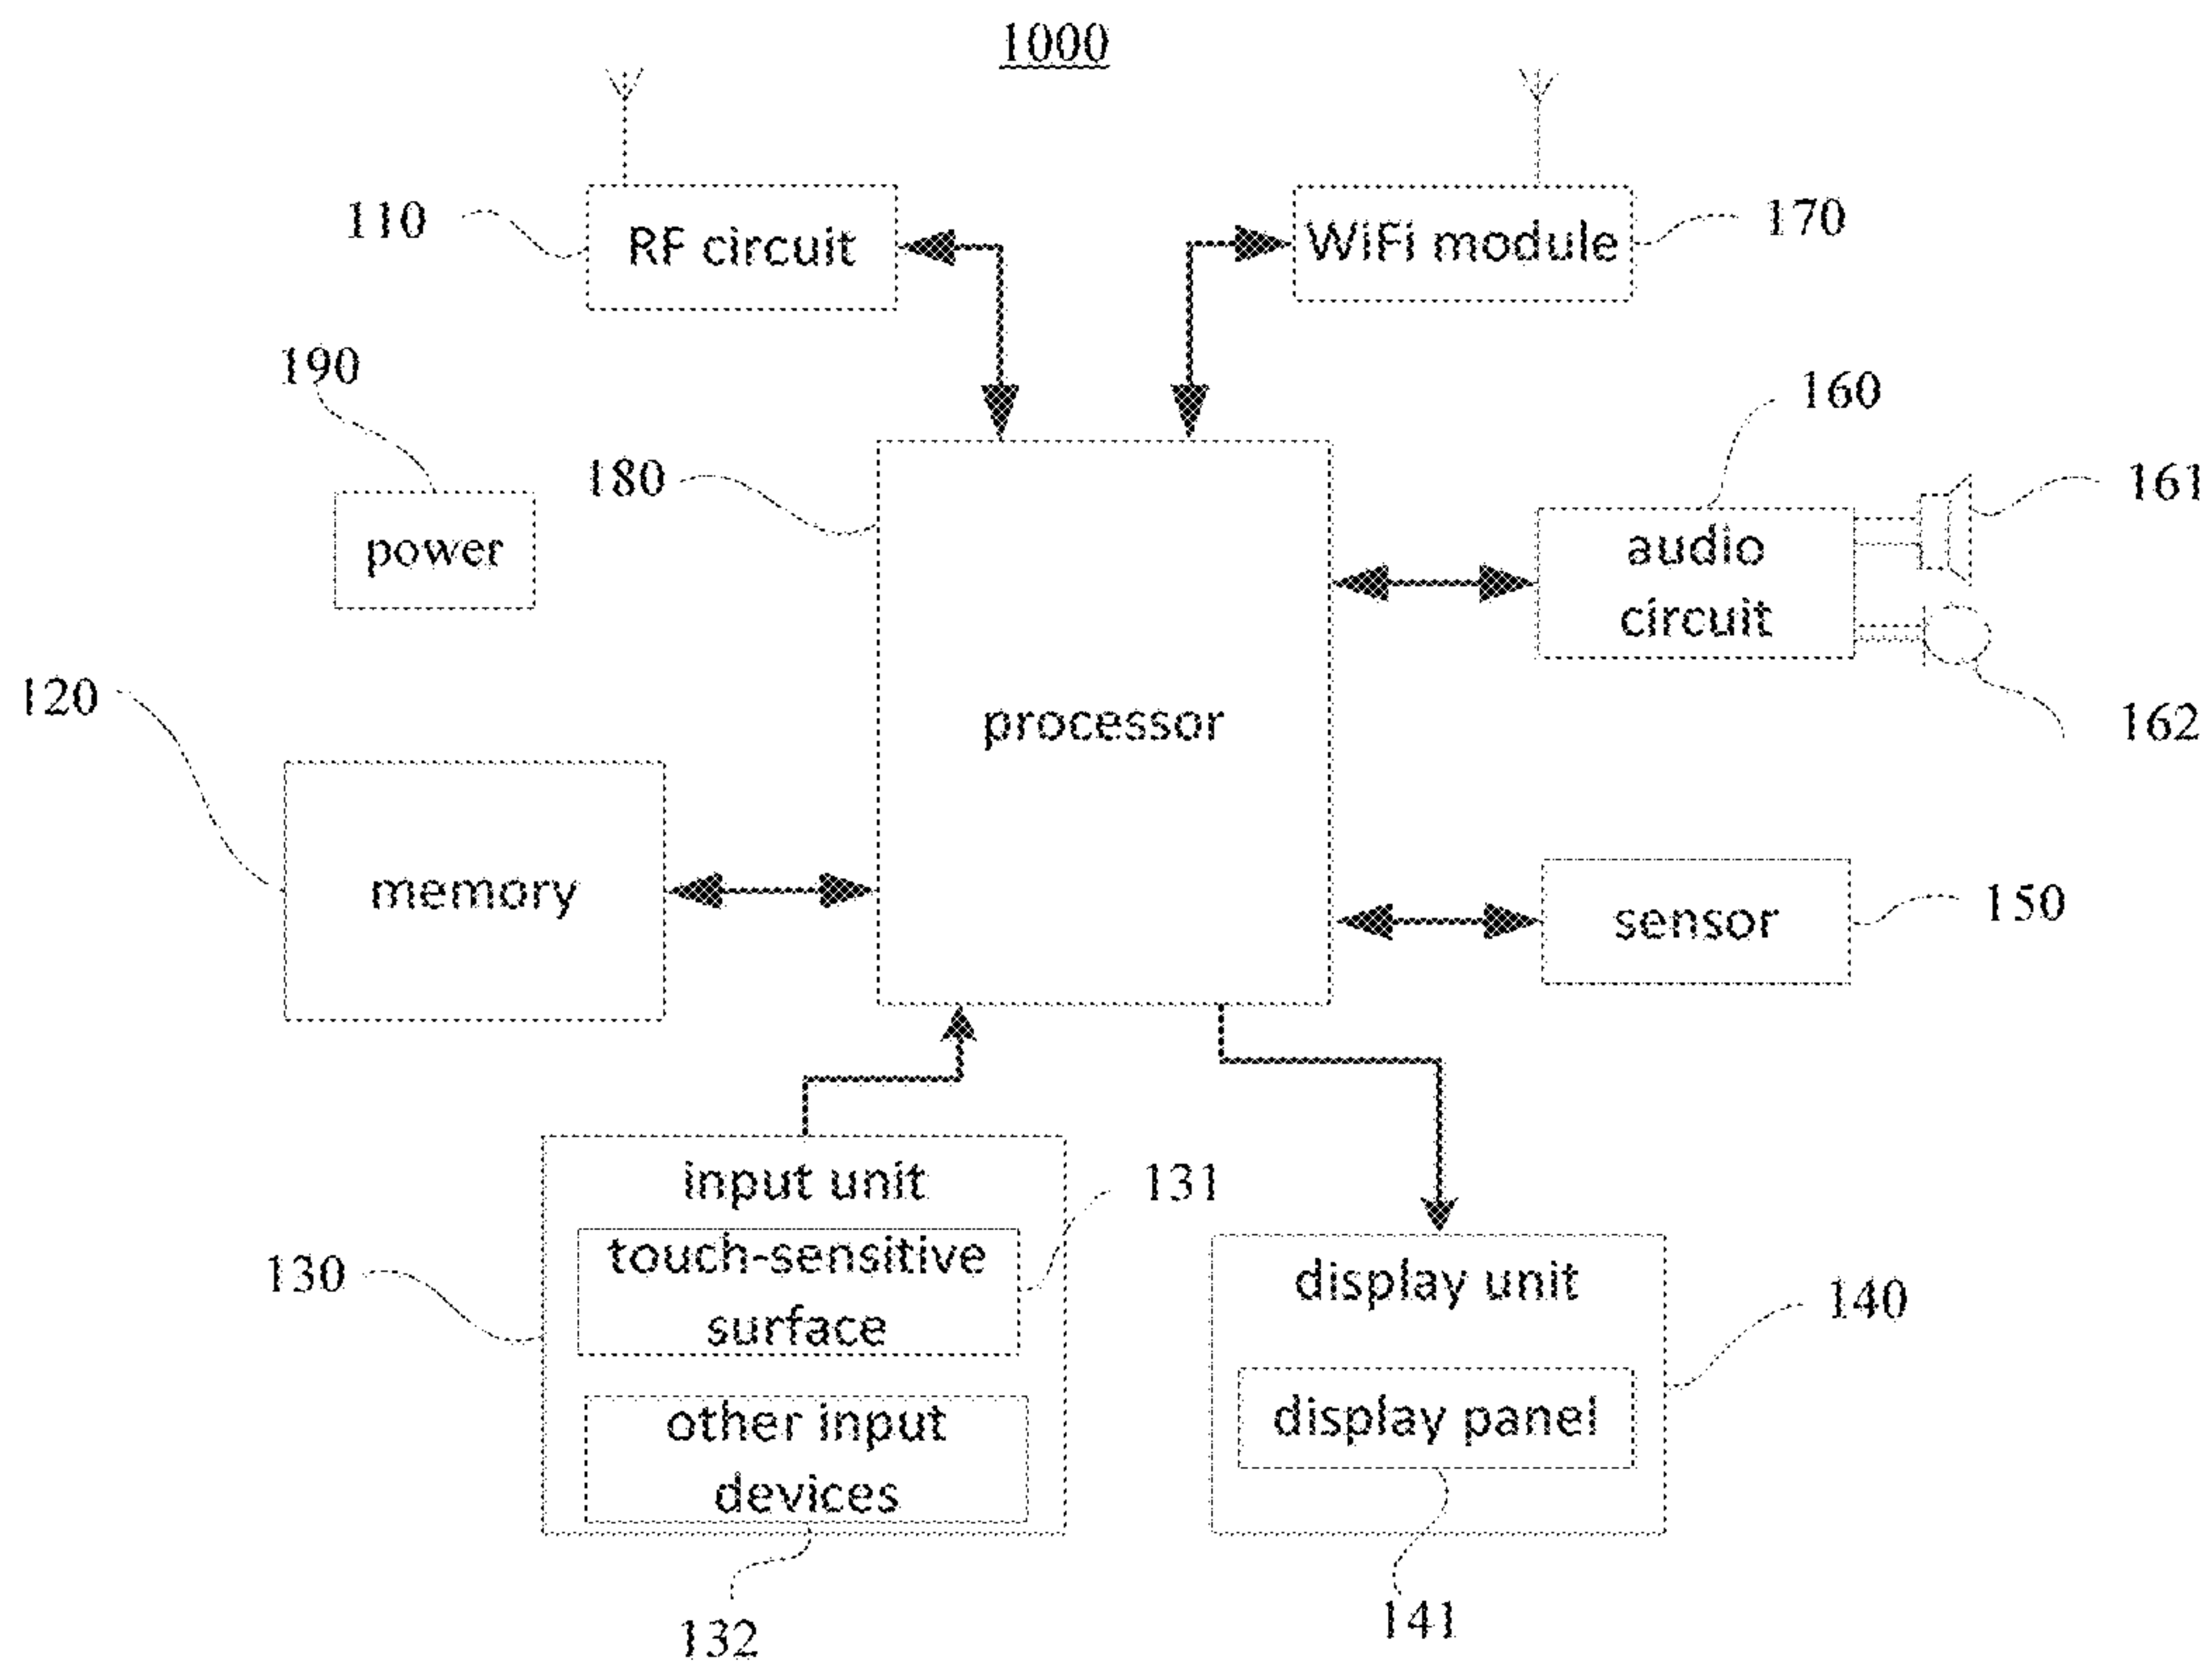 1000
110
RF circuit
WiFi module
170
190
160
180
161
power
audio
circuit
120
processor
162
memory
sensor
150
input unit
131
touch-sensitive
surface
130
display unit
140
other input
devices
display panel
132
141